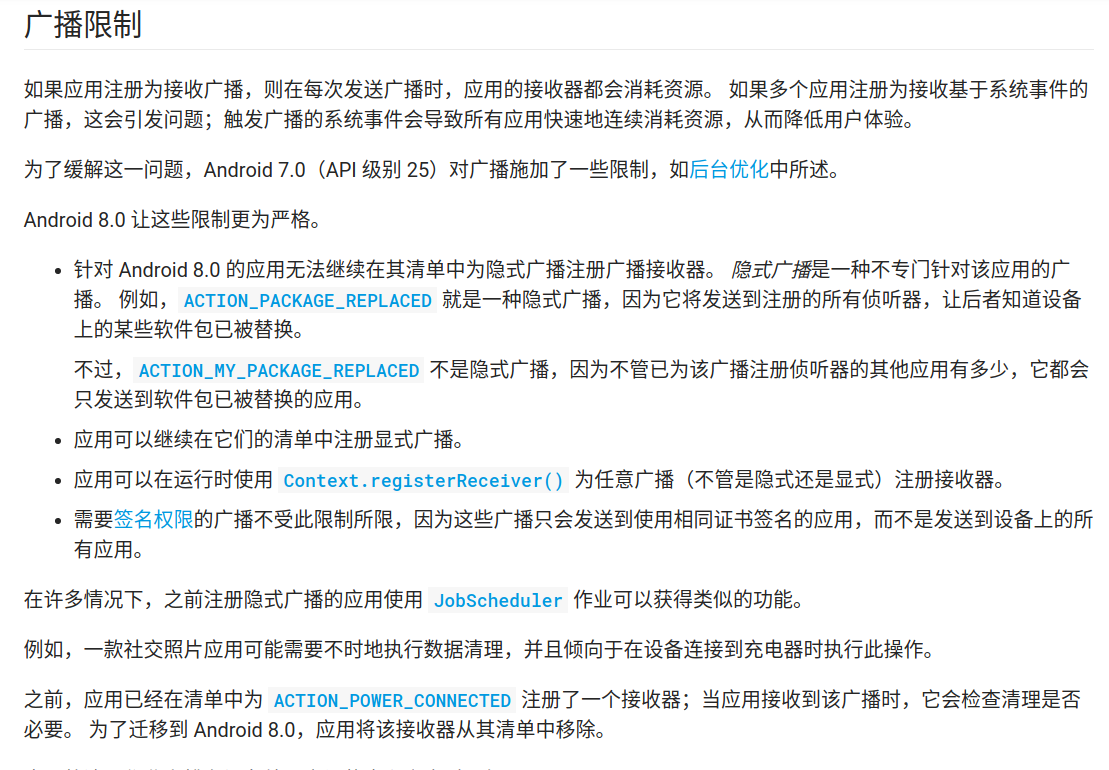 广播限制
如果应用注册为接收广播，则在每次发送广播时，应用的接收器都会消耗资源。 如果多个应用注册为接收基于系统事件的
广播，这会引发问题；触发广播的系统事件会导致所有应用快速地连续消耗资源，从而降低用户体验。
为了缓解这一问题，Android 7.0（API 级别 25）对广播施加了一些限制，如后台优化中所述。
Android 8.0 让这些限制更为严格。
针对 Android 8.0 的应用无法继续在其清单中为隐式广播注册广播接收器。 隐式广播是一种不专门针对该应用的广
播。 例如， ACTION_PACKAGE_REPLACED 就是一种隐式广播，因为它将发送到注册的所有侦听器，让后者知道设备
上的某些软件包已被替换。
不过， ACTION_MY_PACKAGE_REPLACED 不是隐式广播，因为不管已为该广播注册侦听器的其他应用有多少，它都会
只发送到软件包已被替换的应用。
应用可以继续在它们的清单中注册显式广播。
应用可以在运行时使用 Context.registerReceiver() 为任意广播（不管是隐式还是显式）注册接收器。
需要签名权限的广播不受此限制所限，因为这些广播只会发送到使用相同证书签名的应用，而不是发送到设备上的所
有应用。
在许多情况下，之前注册隐式广播的应用使用 JobScheduler 作业可以获得类似的功能。
例如，一款社交照片应用可能需要不时地执行数据清理，并且倾向于在设备连接到充电器时执行此操作。
之前，应用已经在清单中为 ACTION_POWER_CONNECTED 注册了一个接收器；当应用接收到该广播时，它会检查清理是否
必要。 为了迁移到 Android 8.0，应用将该接收器从其清单中移除。